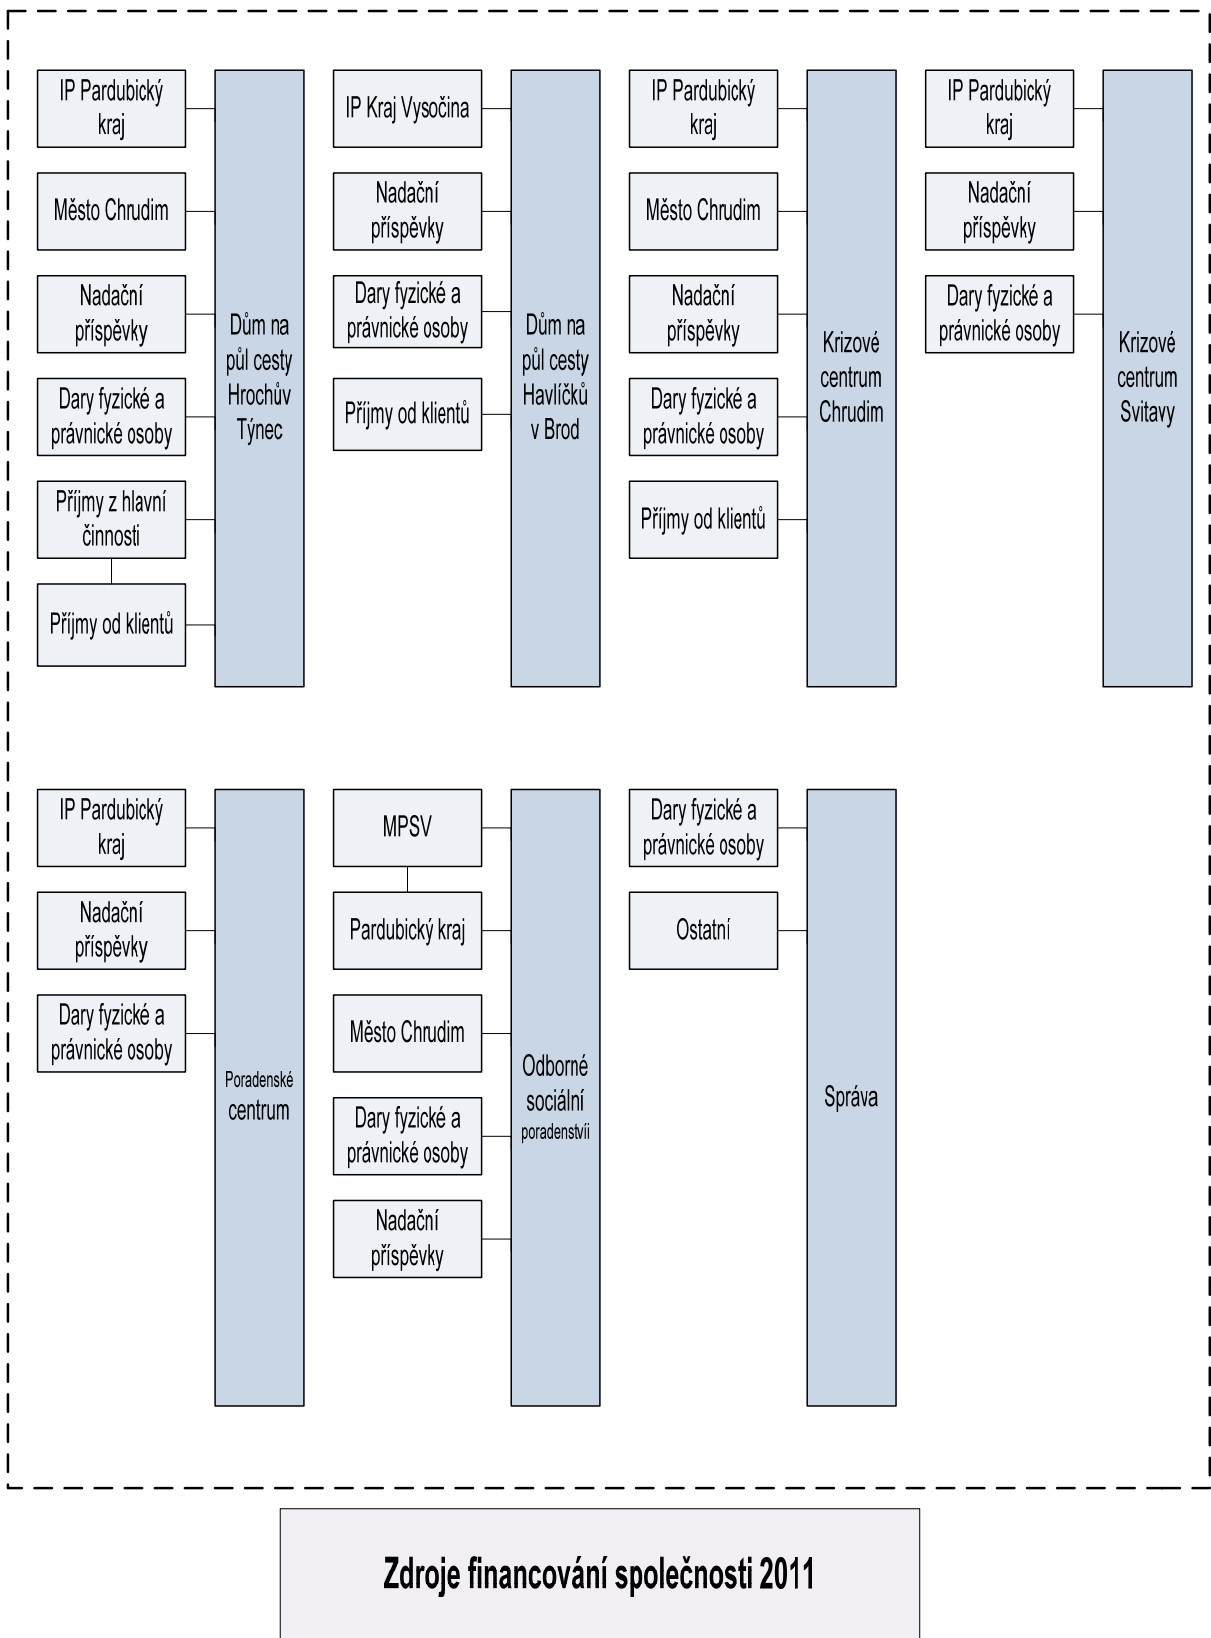 IP Pardubický
kraj
Město Chrudim
Nadační
příspěvky
Dary fyzické a
právnické osoby
Příjmy z hlavní
činnosti
Příjmy od klientů
Dům na
půl cesty
Hrochův
Týnec
IP Kraj Vysočina
Nadační
příspěvky
Dary fyzické a
právnické osoby
Příjmy od klientů
Dům na
půl cesty
Havlíčků
v Brod
IP Pardubický
kraj
Město Chrudim
Nadační
příspěvky
Dary fyzické a
právnické osoby
Příjmy od klientů
Krizové
centrum
Chrudim
IP Pardubický
kraj
Nadační
příspěvky
Dary fyzické a
právnické osoby
Krizové
centrum
Svitavy
IP Pardubický
kraj
Nadační
příspěvky
Dary fyzické a
právnické osoby
Poradenské
centrum
MPSV
Pardubický kraj
Město Chrudim
Dary fyzické a
právnické osoby
Nadační
příspěvky
Odborné
sociální
poradenstvíi
Dary fyzické a
právnické osoby
Ostatní
Správa
Zdroje financování společnosti 2011